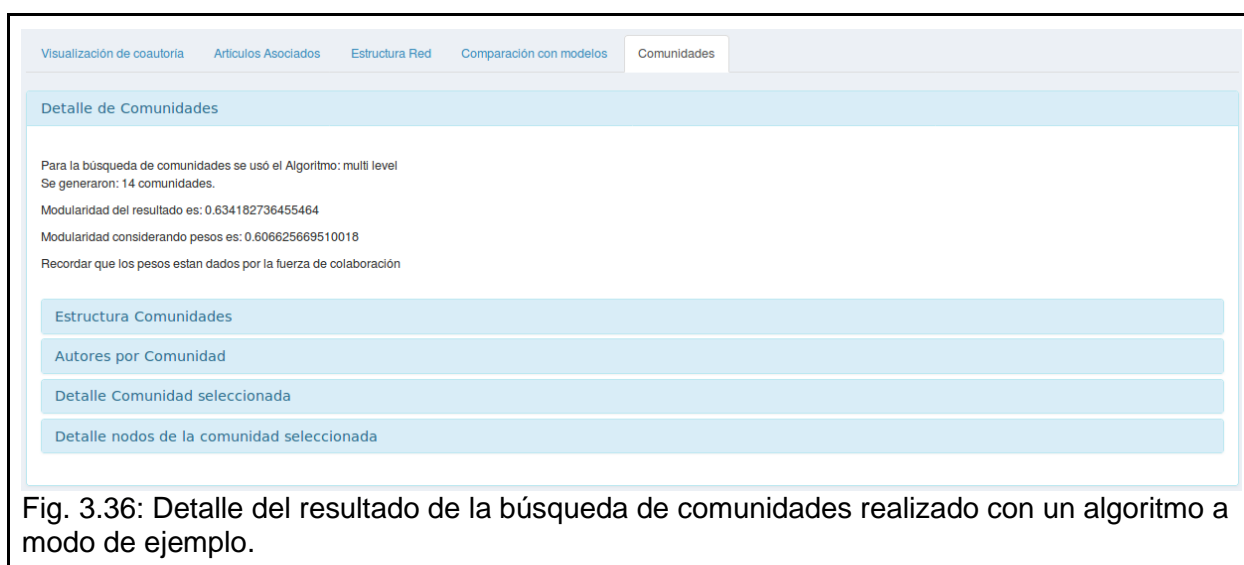 Visualización de coautoría Artículos Asociados Estructura Red Comparación con modelos Comunidades
Detalle de Comunidades
Para la búsqueda de comunidades se usó el Algoritmo: multi level
Se generaron: 14 comunidades.
Modularidad del resultado es: 0.634182736455464
Modularidad considerando pesos es: 0.606625669510018
Recordar que los pesos estan dados por la fuerza de colaboración
Estructura Comunidades
Autores por Comunidad
Detalle Comunidad seleccionada
Detalle nodos de la comunidad seleccionada
Fig. 3.36: Detalle del resultado de la búsqueda de comunidades realizado con un algoritmo a
modo de ejemplo.